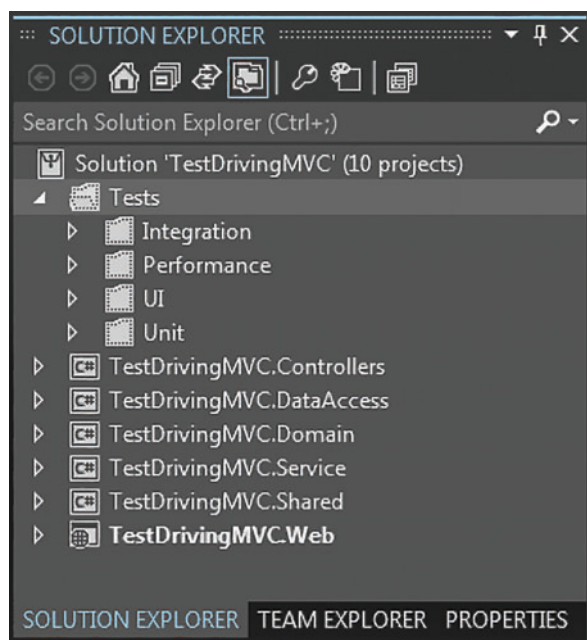 SOLUTION EXPLORER
Search Solution Explorer (Ctrl+;)
Solution 'TestDrivingMVC' (10 projects)
Tests
Integration
Performance
UI
Unit
C# TestDrivingMVC.Controllers
C# TestDrivingMVC.DataAccess
C# TestDrivingMVC.Domain
C# TestDrivingMVC.Service
C# TestDrivingMVC.Shared
TestDrivingMVC.Web
SOLUTION EXPLORER TEAM EXPLORER PROPERTIES